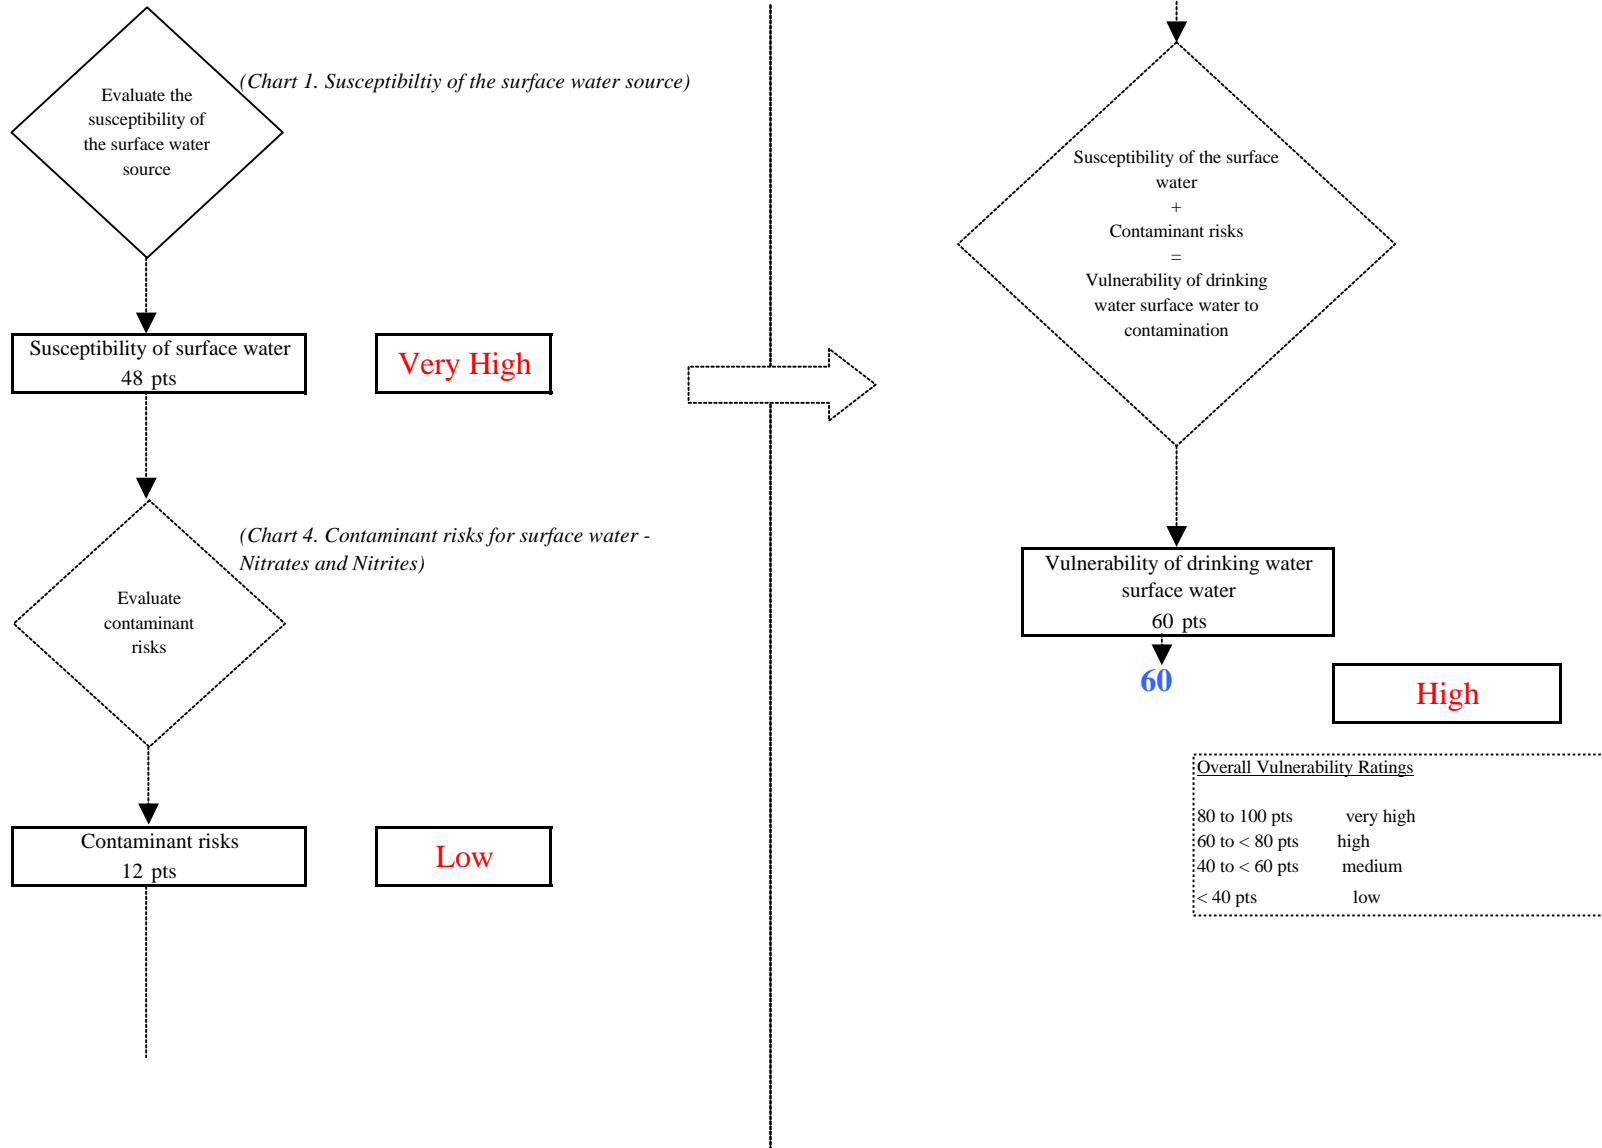 (Chart 1. Susceptibiltiy of the surface water source)
Evaluate the
susceptibility of
the surface water
source
Susceptibility of surface water
48 pts
Very High
(Chart 4. Contaminant risks for surface water -
Nitrates and Nitrites)
Evaluate
contaminant
risks
Contaminant risks
12 pts
Low
Susceptibility of the surface
water
+
Contaminant risks
=
Vulnerability of drinking
water surface water to
contamination
Vulnerability of drinking water
surface water
60 pts
60
High
Overall Vulnerability Ratings
80 to 100 pts very high
60 to < 80 pts high
40 to < 60 pts medium
< 40 pts low